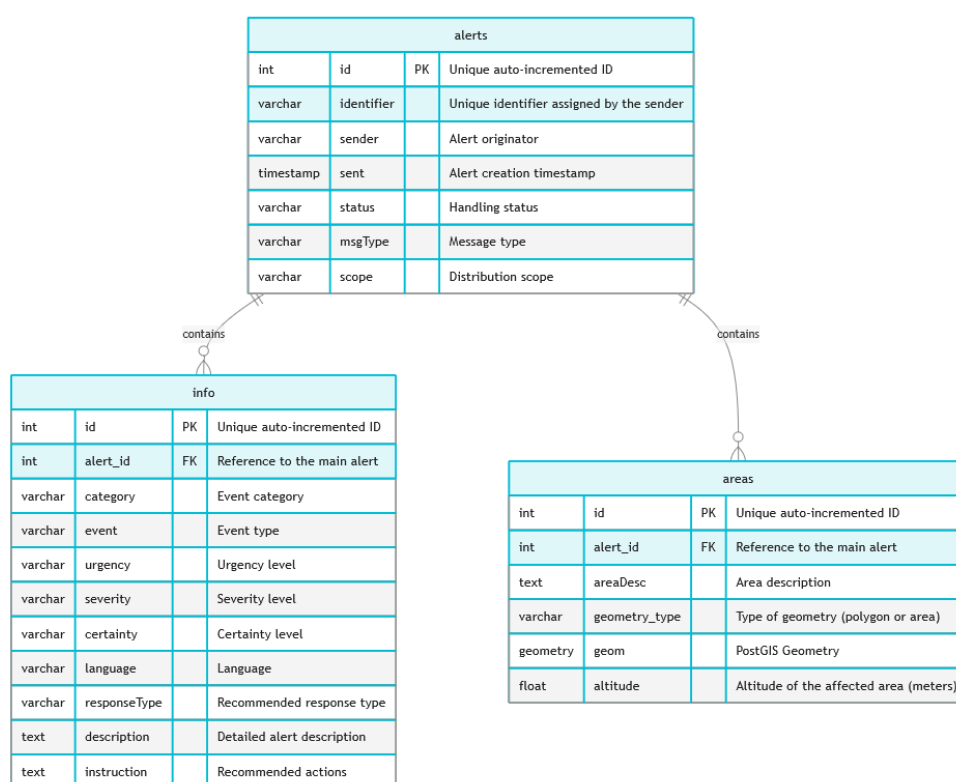 alerts
int id PK Unique auto-incremented ID
varchar identifier Unique identifier assigned by the sender
varchar sender Alert originator
timestamp sent Alert creation timestamp
varchar status Handling status
varchar msgType Message type
varchar scope Distribution scope
contains
contains
info
int id PK Unique auto-incremented ID
int alert_id FK Reference to the main alert
varchar category Event category
varchar event Event type
varchar urgency Urgency level
varchar severity Severity level
varchar certainty Certainty level
varchar language Language
varchar responseType Recommended response type
text description Detailed alert description
text instruction Recommended actions
areas
int id PK Unique auto-incremented ID
int alert_id FK Reference to the main alert
text areaDesc Area description
varchar geometry_type Type of geometry (polygon or area)
geometry geom PostGIS Geometry
float altitude Altitude of the affected area (meters)